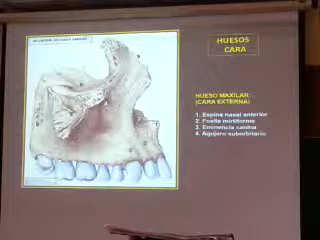 HUESOS
CARA
HUESO MAXILAR
(CARA EXTERNA)
1. Espina nasal anterior
2. Fosita mirtiforme
3. Eminencia canina
4. Agujero suborbitario